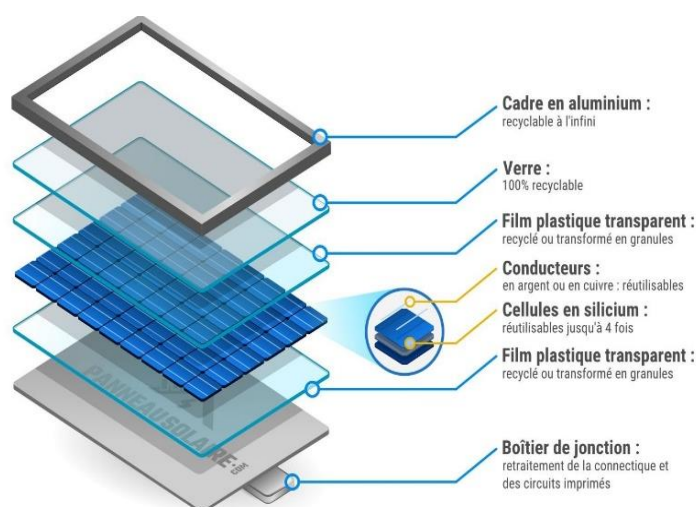 Cadre en aluminium :
recyclable à l'infini
Verre :
100% recyclable
Film plastique transparent :
recyclé ou transformé en granules
Conducteurs :
en argent ou en cuivre : réutilisables
Cellules en silicium :
réutilisables jusqu'à 4 fois
Film plastique transparent :
recyclé ou transformé en granules
PANNEAUSOLAIRE.COM
Boîtier de jonction :
retraitement de la connectique et
des circuits imprimés